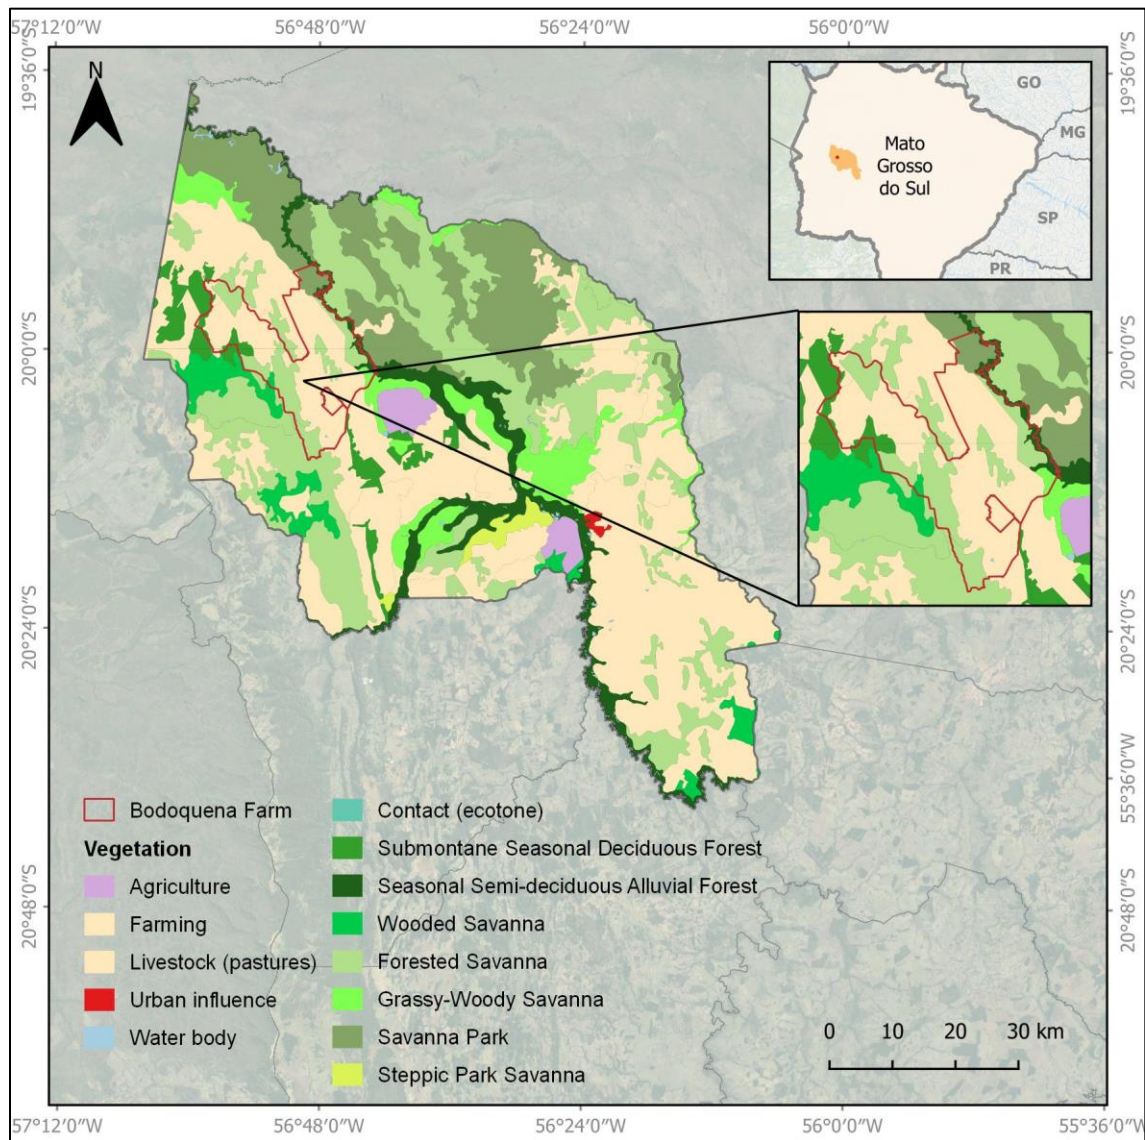 57°12'0"W
56°48'0"W
56°24'0"W
56°0'0"W
19°36'0"S
19°36'0"S
N
GO
MG
Mato
Grosso
do Sul
SP
PR
20°0'0"S
20°0'0"S
20°24'0"S
20°24'0"S
55°36'0"W
Bodoquena Farm
Vegetation
Agriculture
Farming
Livestock (pastures)
Urban influence
Water body
Contact (ecotone)
Submontane Seasonal Deciduous Forest
Seasonal Semi-deciduous Alluvial Forest
Wooded Savanna
Forested Savanna
Grassy-Woody Savanna
Savanna Park
Steppic Park Savanna
20°48'0"S
20°48'0"S
0 10 20 30 km
57°12'0"W
56°48'0"W
56°24'0"W
56°0'0"W
55°36'0"W